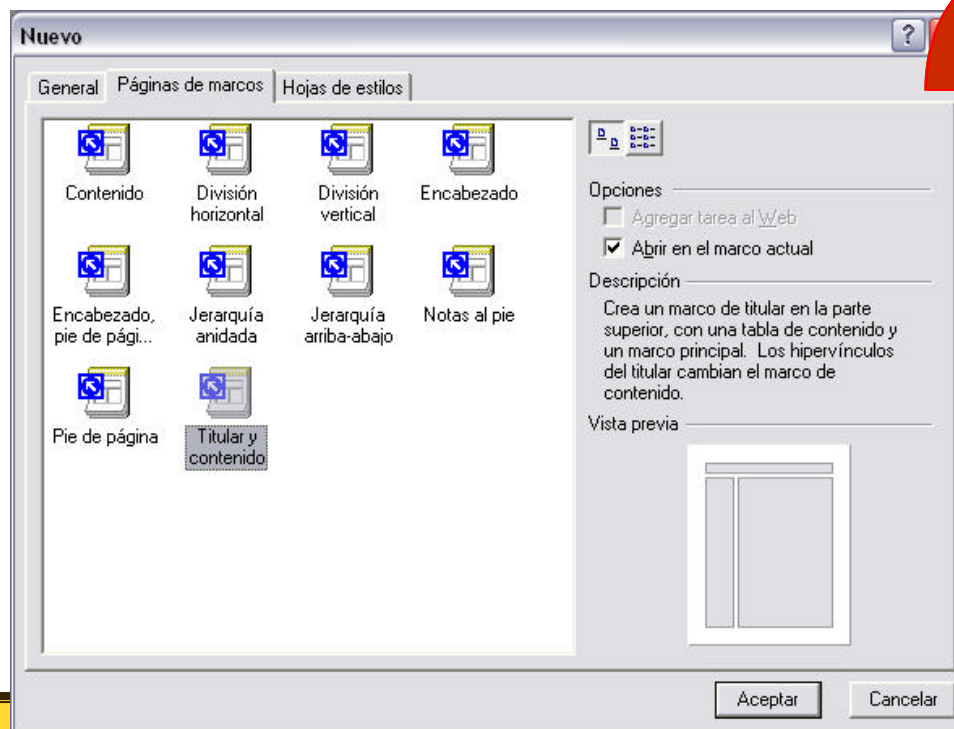 Nuevo
?
General Páginas de marcos Hojas de estilos
Contenido
División
horizontal
División
vertical
Encabezado
Encabezado,
pie de pági...
Jerarquía
anidada
Jerarquía
arriba-abajo
Notas al pie
Pie de página
Titular y
contenido
Opciones
Agregar tarea al Web
Abrir en el marco actual
Descripción
Crea un marco de titular en la parte
superior, con una tabla de contenido y
un marco principal. Los hipervínculos
del titular cambian el marco de
contenido.
Vista previa
Aceptar Cancelar